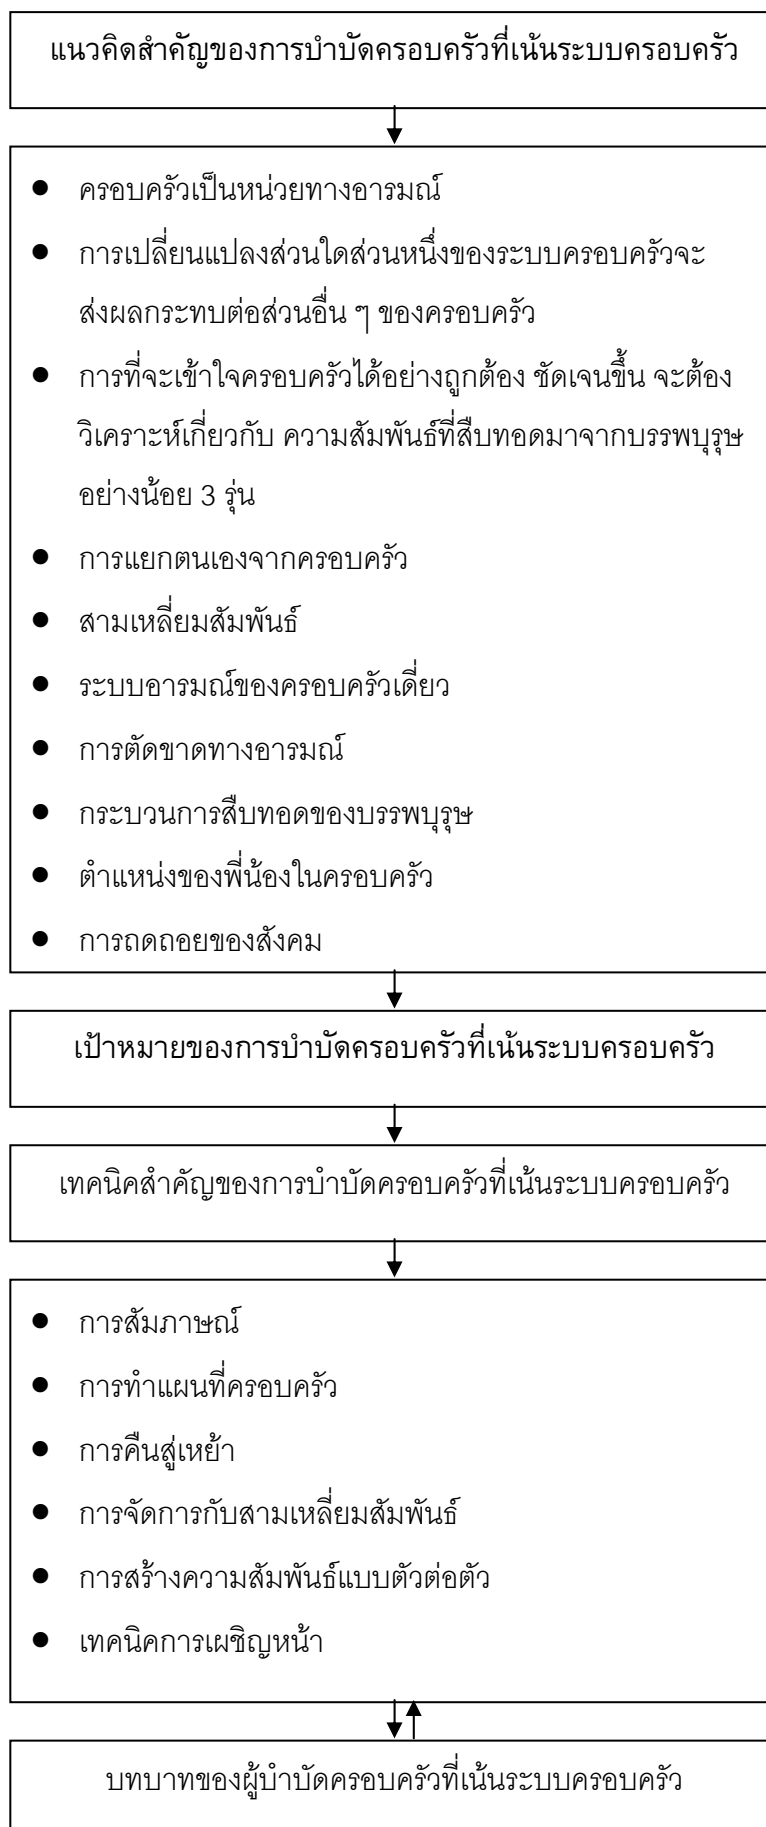 แนวคิดสำคัญของการบำบัดครอบครัวที่เน้นระบบครอบครัว
● ครอบครัวเป็นหน่วยทางอารมณ์
● การเปลี่ยนแปลงส่วนใดส่วนหนึ่งของระบบครอบครัวจะ
ส่งผลกระทบต่อส่วนอื่น ๆ ของครอบครัว
● การที่จะเข้าใจครอบครัวได้อย่างถูกต้อง ชัดเจนขึ้น จะต้อง
วิเคราะห์เกี่ยวกับ ความสัมพันธ์ที่สืบทอดมาจากบรรพบุรุษ
อย่างน้อย 3 รุ่น
● การแยกตนเองจากครอบครัว
● สามเหลี่ยมสัมพันธ์
● ระบบอารมณ์ของครอบครัวเดี่ยว
● การตัดขาดทางอารมณ์
● กระบวนการสืบทอดของบรรพบุรุษ
● ตำแหน่งของพี่น้องในครอบครัว
● การถดถอยของสังคม
เป้าหมายของการบำบัดครอบครัวที่เน้นระบบครอบครัว
เทคนิคสำคัญของการบำบัดครอบครัวที่เน้นระบบครอบครัว
● การสัมภาษณ์
● การทำแผนที่ครอบครัว
● การคืนสู่เหย้า
● การจัดการกับสามเหลี่ยมสัมพันธ์
● การสร้างความสัมพันธ์แบบตัวต่อตัว
● เทคนิคการเผชิญหน้า
บทบาทของผู้บำบัดครอบครัวที่เน้นระบบครอบครัว